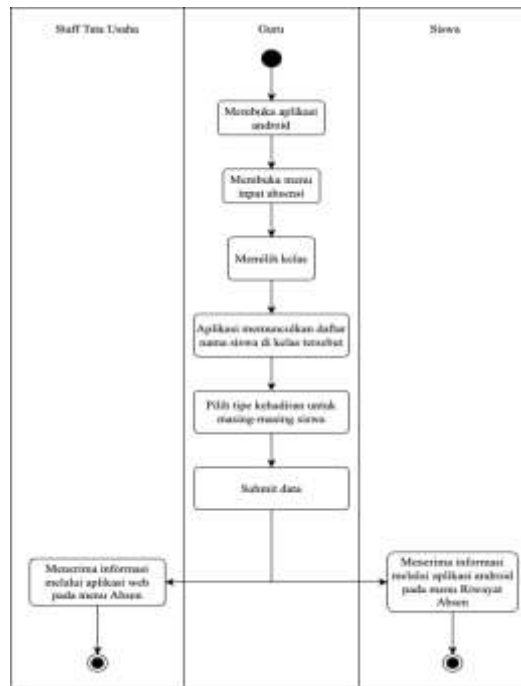 Staff Tata Usaha
Guru
Siswa
Membuka aplikasi
android
Membuka menu
input absensi
Memilih kelas
Aplikasi memunculkan daftar
nama siswa di kelas tersebut
Pilih tipe kehadiran untuk
masing-masing siswa
Submit data
Menerima informasi
melalui aplikasi web
pada menu Absen
Menerima informasi
melalui aplikasi android
pada menu Riwayat
Absen